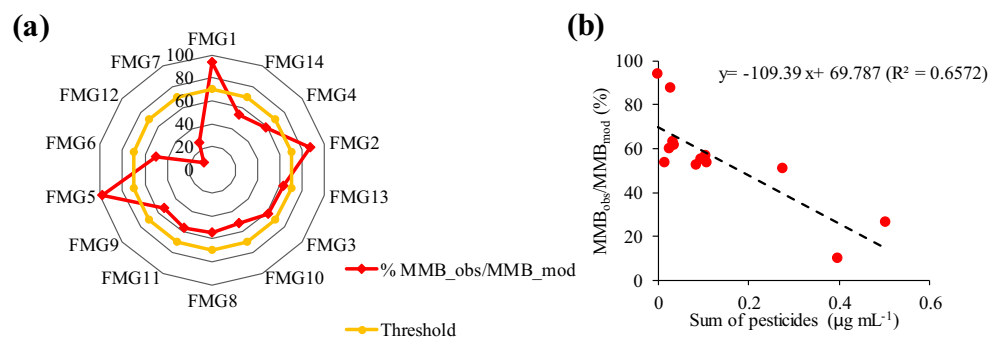 (a)
FMG1
FMG7
FMG14
FMG12
FMG4
FMG6
FMG2
FMG5
FMG13
FMG9
FMG3
FMG11
FMG10
FMG8
100
80
60
40
20
0
% MMB_obs/MMB_mod
Threshold
(b)
y= -109.39 x+ 69.787 (R² = 0.6572)
MMB_obs/MMB_mod (%)
100
80
60
40
20
0
0
0.2
0.4
0.6
Sum of pesticides (µg mL⁻¹)